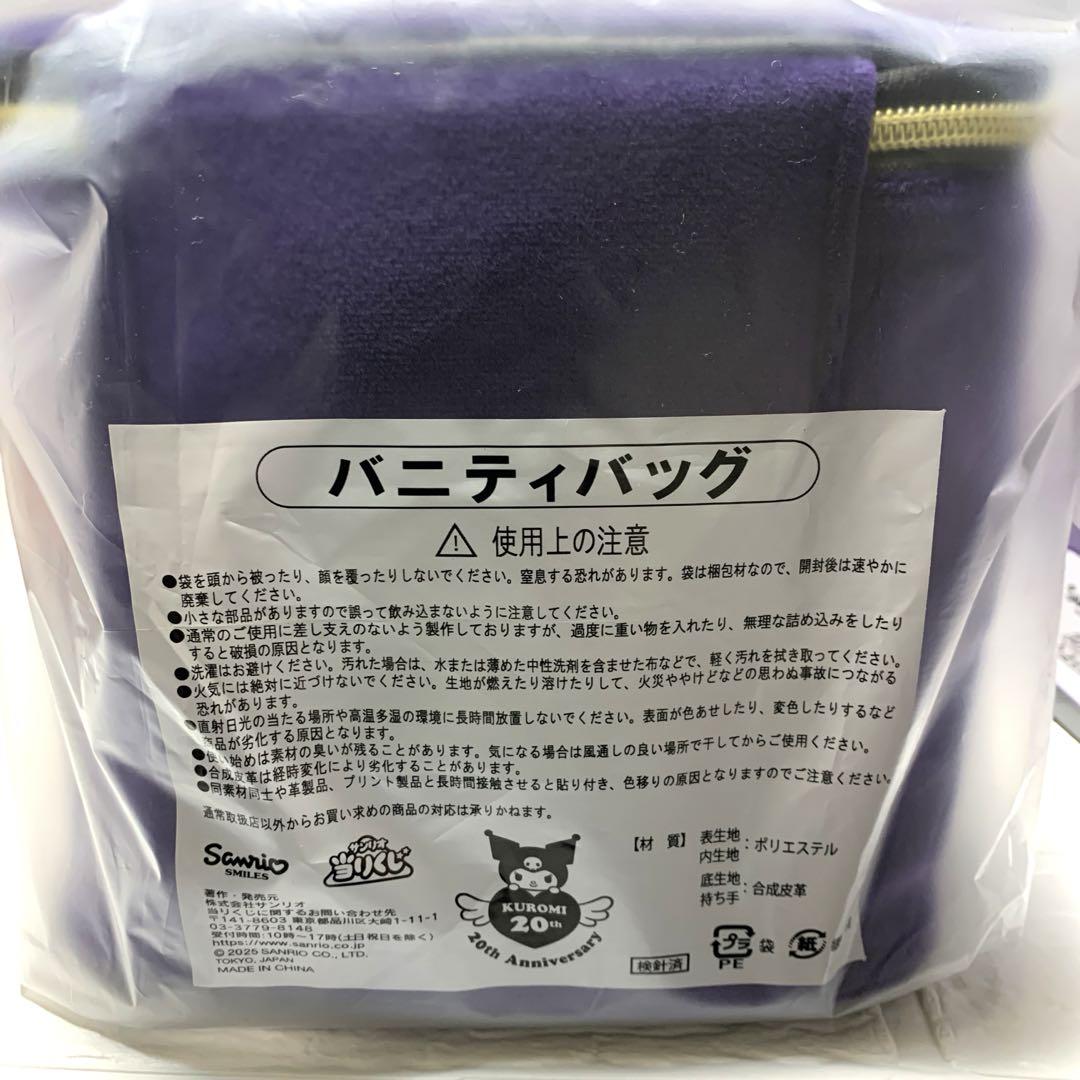 バニティバッグ
⚠ 使用上の注意
●袋を頭から被ったり、顔を覆ったりしないでください。窒息する恐れがあります。袋は梱包材なので、開封後は速やかに
廃棄してください。
●小さな部品がありますので誤って飲み込まないように注意してください。
●通常のご使用に差し支えのないよう製作しておりますが、過度に重い物を入れたり、無理な詰め込みをしたり
すると破損の原因となります。
●洗濯はお避けください。汚れた場合は、水または薄めた中性洗剤を含ませた布などで、軽く汚れを拭き取ってください。
●火気には絶対に近づけないでください。生地が燃えたり溶けたりして、火災ややけどなどの思わぬ事故につながる
恐れがあります。
●直射日光の当たる場所や高温多湿の環境に長時間放置しないでください。表面が色あせしたり、変色したりするなど
商品が劣化する原因となります。
●使い始めは素材の臭いが残ることがあります。気になる場合は風通しの良い場所で干してからご使用ください。
●合成皮革は経時変化により劣化することがあります。
●同素材同士や革製品、プリント製品と長時間接触させると貼り付き、色移りの原因となりますのでご注意ください。
通常取扱店以外からお買い求めの商品の対応は承りかねます。
Sanrio
SMILES
サンリオ
当りくじ
著作・発売元
株式会社サンリオ
当りくじに関するお問い合わせ先
〒141-8603 東京都品川区大崎1-11-1
03-3779-8148
受付時間:10時~17時(土日祝日を除く)
https://www.sanrio.co.jp
© 2025 SANRIO CO., LTD.
TOKYO, JAPAN
MADE IN CHINA
KUROMI
20th
20th Anniversary
【材 質】 表生地
内生地 : ポリエステル
底生地
持ち手 : 合成皮革
検針済
プラ 袋
PE
紙